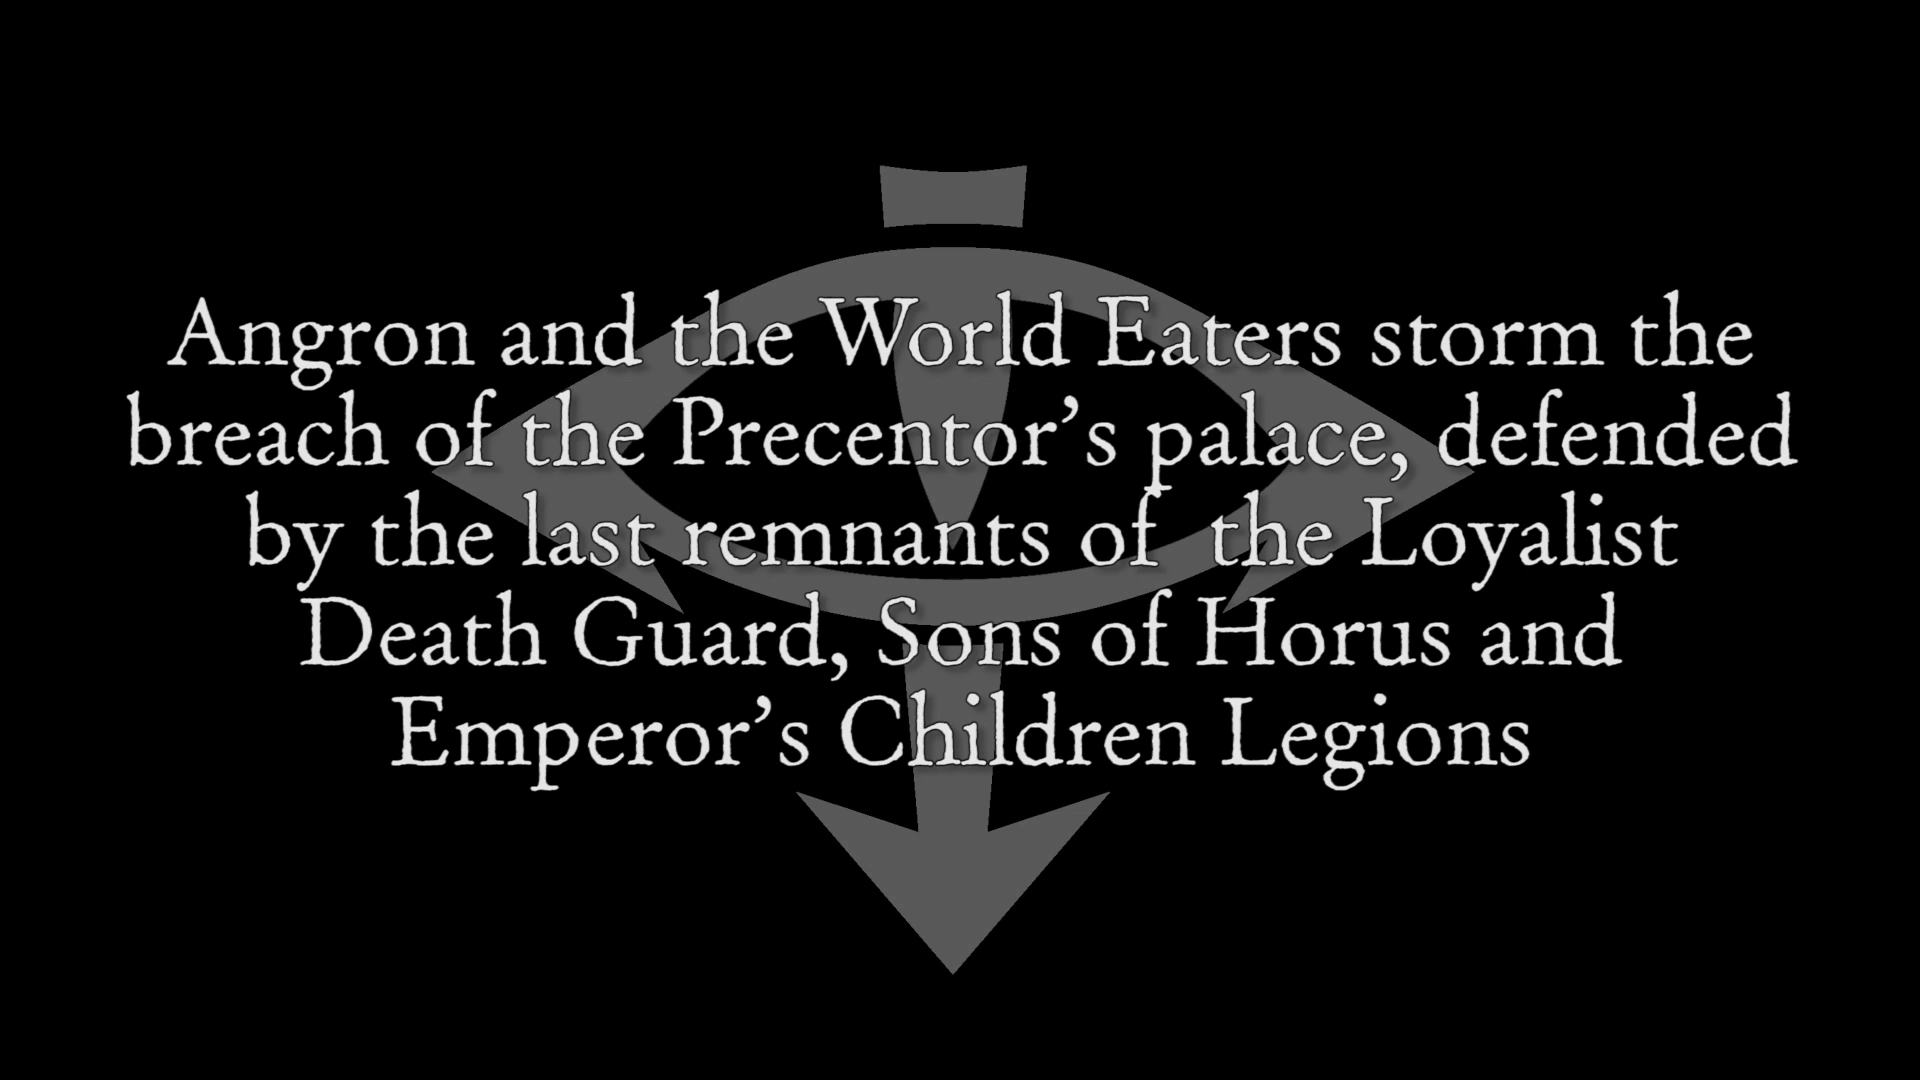 Angron and the World Eaters storm the
breach of the Precentor’s palace, defended
by the last remnants of  the Loyalist
Death Guard, Sons of Horus and
Emperor’s Children Legions